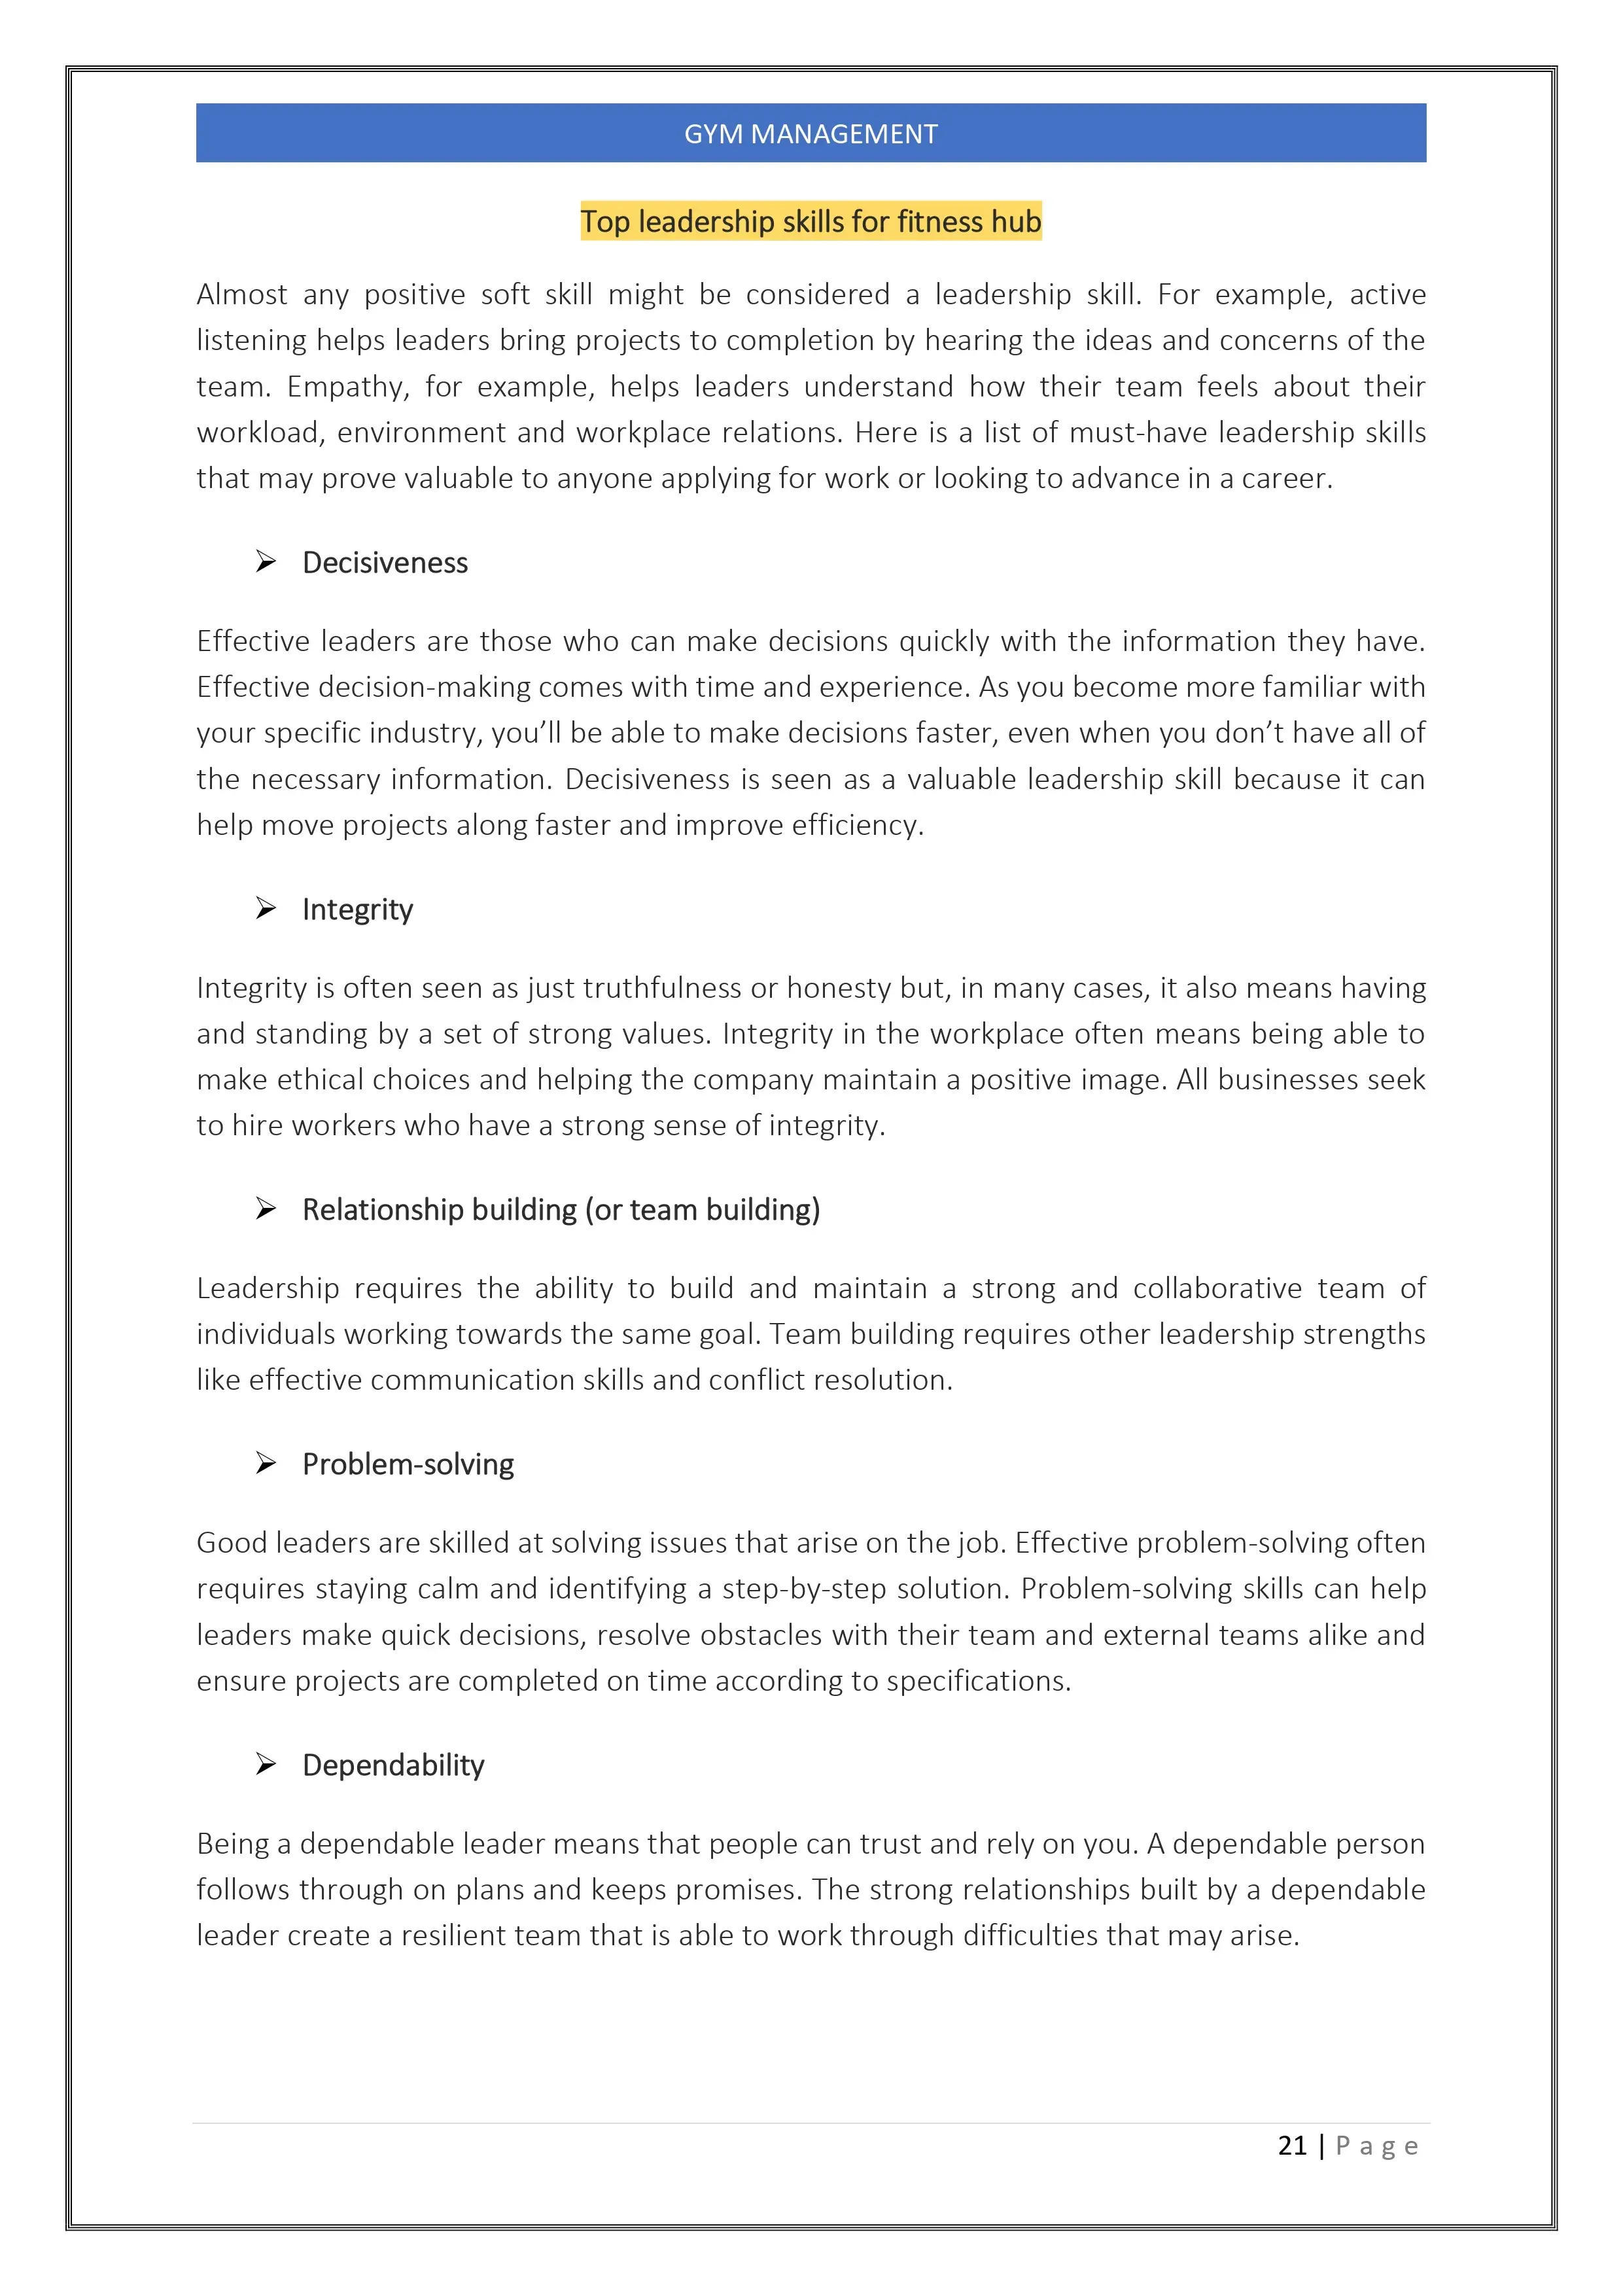 GYM MANAGEMENT
Top leadership skills for fitness hub
Almost any positive soft skill might be considered a leadership skill. For example, active
listening helps leaders bring projects to completion by hearing the ideas and concerns of the
team. Empathy, for example, helps leaders understand how their team feels about their
workload, environment and workplace relations. Here is a list of must-have leadership skills
that may prove valuable to anyone applying for work or looking to advance in a career.
➢ Decisiveness
Effective leaders are those who can make decisions quickly with the information they have.
Effective decision-making comes with time and experience. As you become more familiar with
your specific industry, you’ll be able to make decisions faster, even when you don’t have all of
the necessary information. Decisiveness is seen as a valuable leadership skill because it can
help move projects along faster and improve efficiency.
➢ Integrity
Integrity is often seen as just truthfulness or honesty but, in many cases, it also means having
and standing by a set of strong values. Integrity in the workplace often means being able to
make ethical choices and helping the company maintain a positive image. All businesses seek
to hire workers who have a strong sense of integrity.
➢ Relationship building (or team building)
Leadership requires the ability to build and maintain a strong and collaborative team of
individuals working towards the same goal. Team building requires other leadership strengths
like effective communication skills and conflict resolution.
➢ Problem-solving
Good leaders are skilled at solving issues that arise on the job. Effective problem-solving often
requires staying calm and identifying a step-by-step solution. Problem-solving skills can help
leaders make quick decisions, resolve obstacles with their team and external teams alike and
ensure projects are completed on time according to specifications.
➢ Dependability
Being a dependable leader means that people can trust and rely on you. A dependable person
follows through on plans and keeps promises. The strong relationships built by a dependable
leader create a resilient team that is able to work through difficulties that may arise.
21 | Page